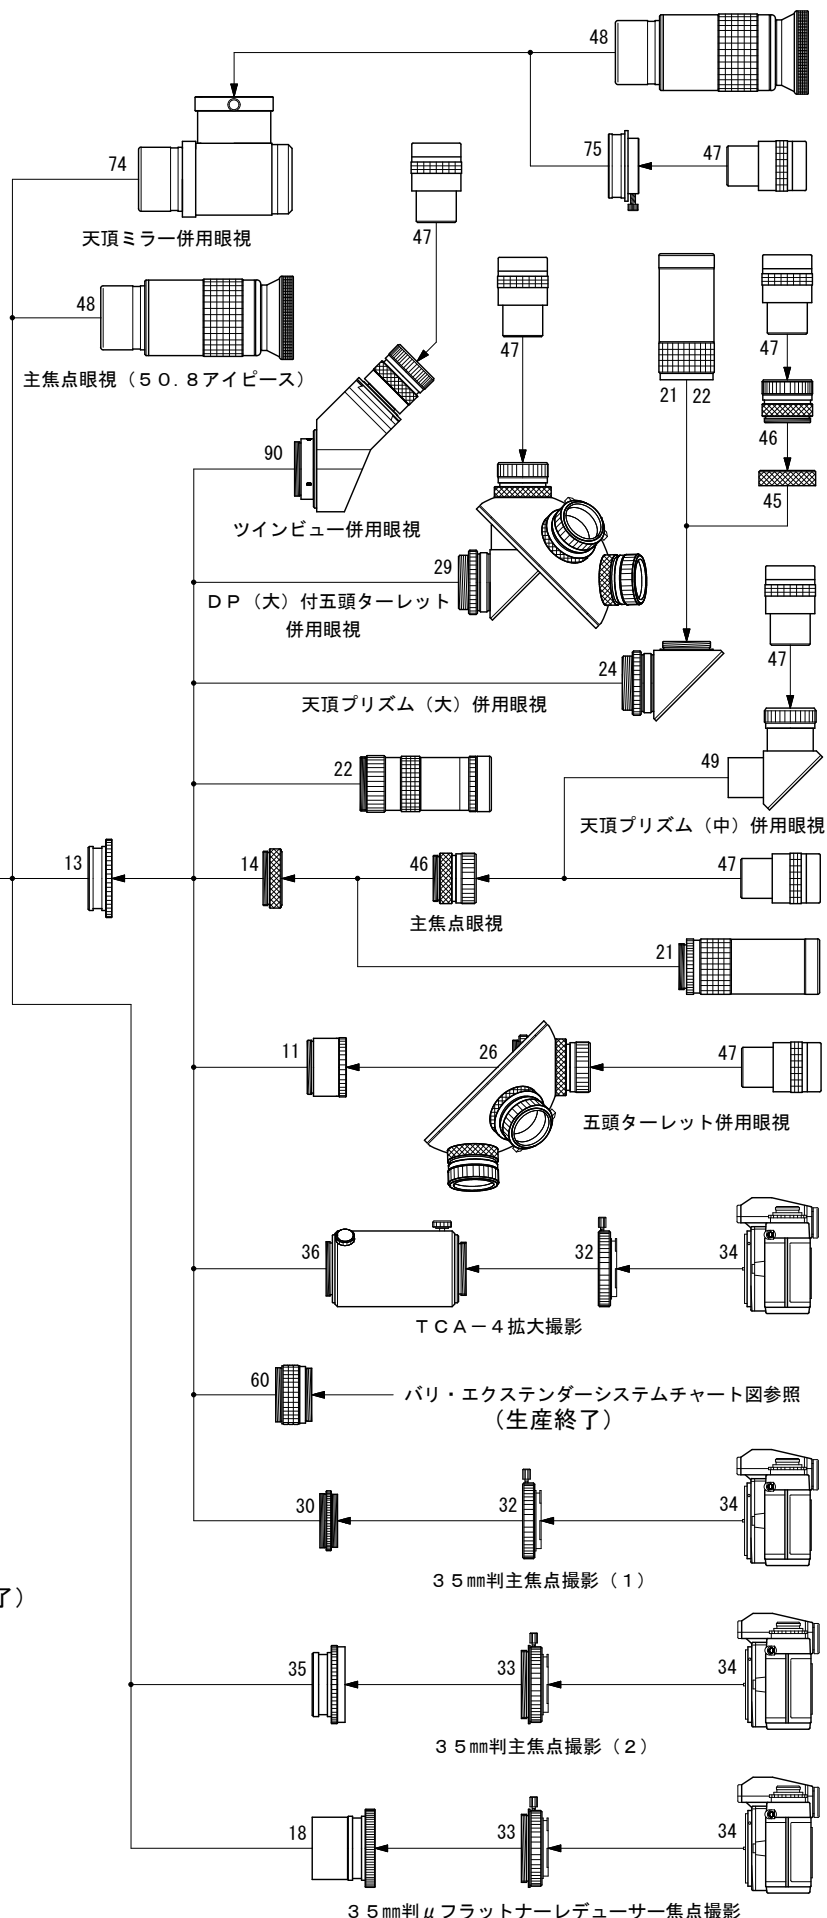 48
75
47
74
天頂ミラー併用眼視
47
48
主焦点眼視（５０.８アイピース）
47
21
22
47
46
45
90
ツインビュー併用眼視
29
ＤＰ（大）付五頭ターレット
併用眼視
24
天頂プリズム（大）併用眼視
47
22
49
天頂プリズム（中）併用眼視
13
14
46
主焦点眼視
47
21
11
26
47
五頭ターレット併用眼視
36
32
34
ＴＣＡ－４拡大撮影
60
バリ・エクステンダーシステムチャート図参照
（生産終了）
30
32
34
３５㎜判主焦点撮影（１）
了）
35
33
34
３５㎜判主焦点撮影（２）
18
33
34
３５㎜判μフラットナーレデューサー焦点撮影